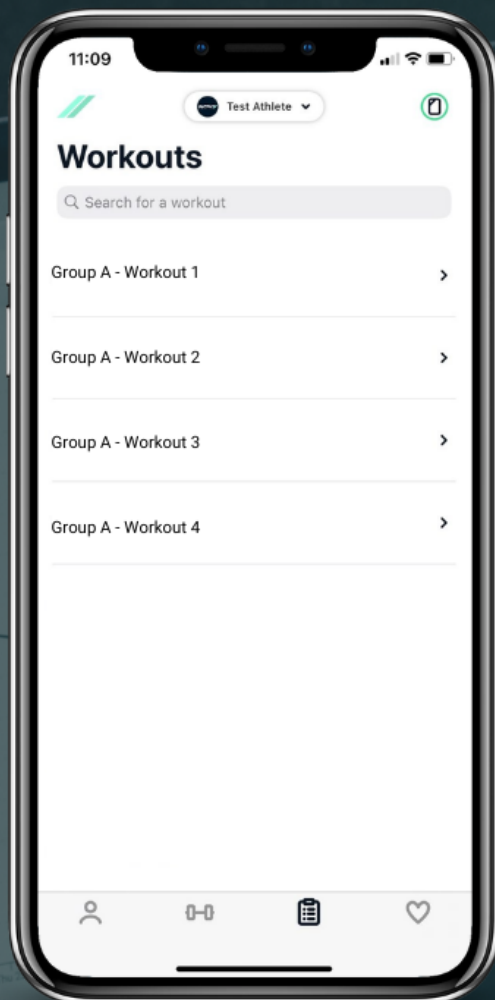 11:09
Test Athlete
Workouts
Search for a workout
Group A - Workout 1
Group A - Workout 2
Group A - Workout 3
Group A - Workout 4